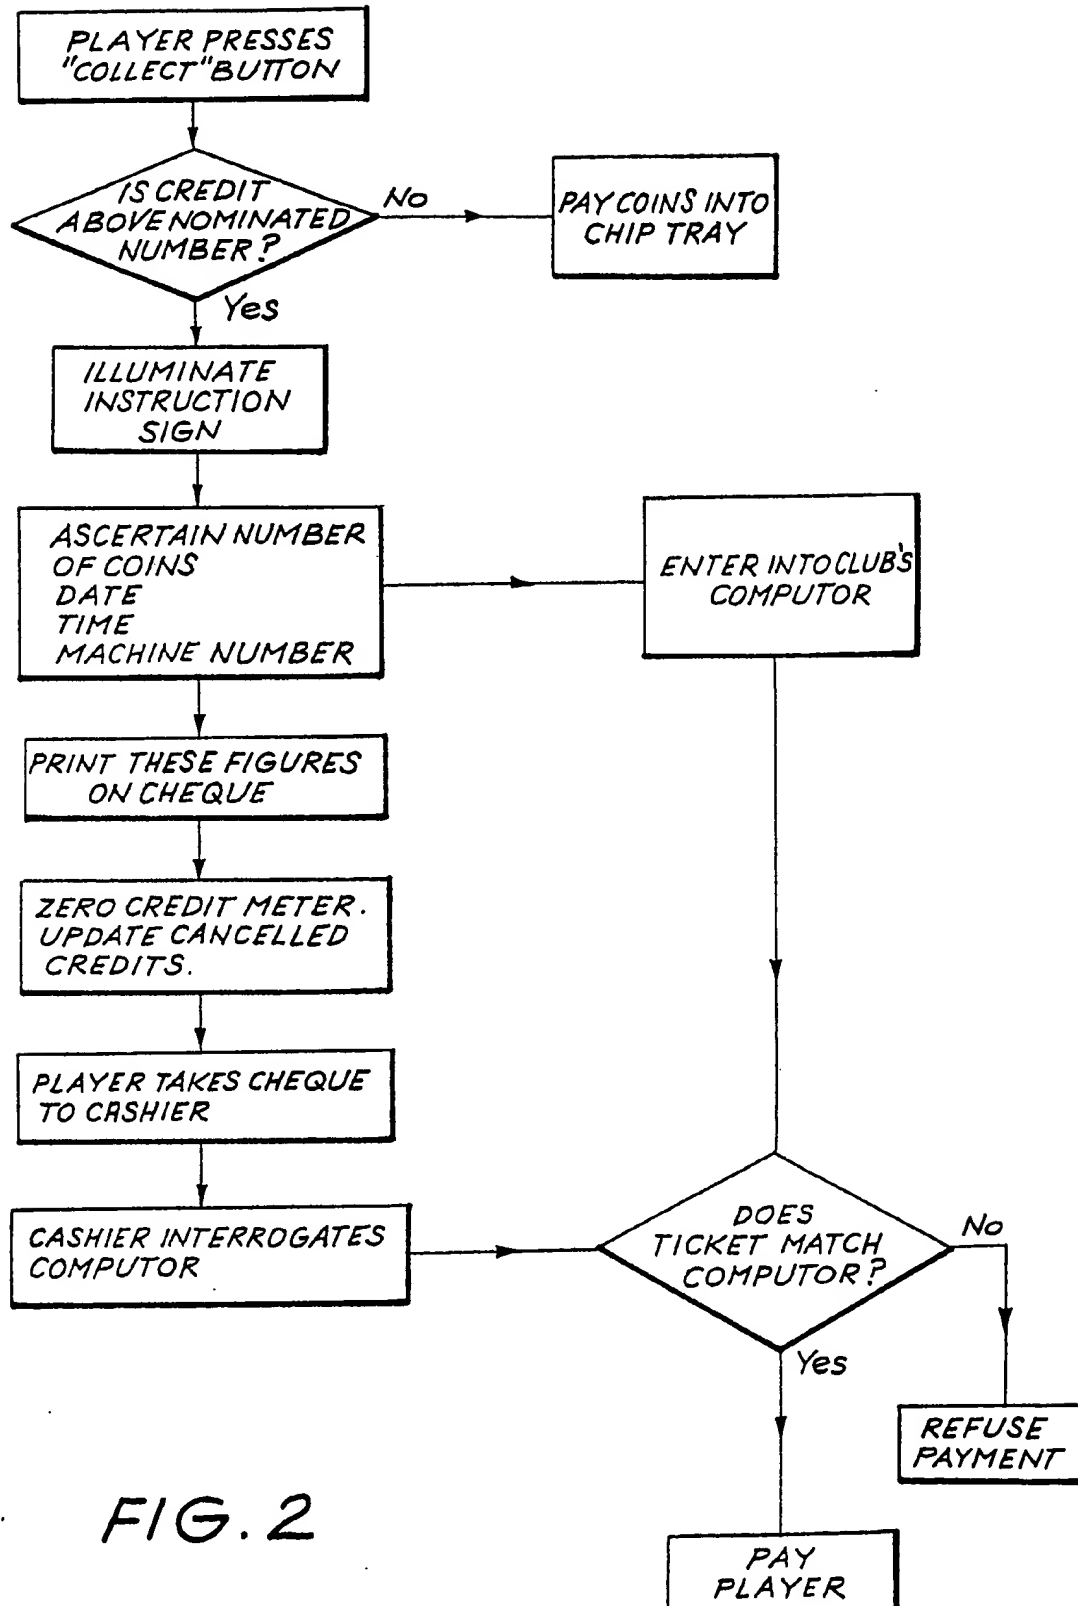 PLAYER PRESSES
"COLLECT" BUTTON
IS CREDIT
ABOVE NOMINATED
NUMBER?
No
PAY COINS INTO
CHIP TRAY
Yes
ILLUMINATE
INSTRUCTION
SIGN
ASCERTAIN NUMBER
OF COINS
DATE
TIME
MACHINE NUMBER
ENTER INTO CLUB'S
COMPUTOR
PRINT THESE FIGURES
ON CHEQUE
ZERO CREDIT METER.
UPDATE CANCELLED
CREDITS.
PLAYER TAKES CHEQUE
TO CASHIER
CASHIER INTERROGATES
COMPUTOR
DOES
TICKET MATCH
COMPUTOR?
No
Yes
REFUSE
PAYMENT
PAY
PLAYER
FIG. 2